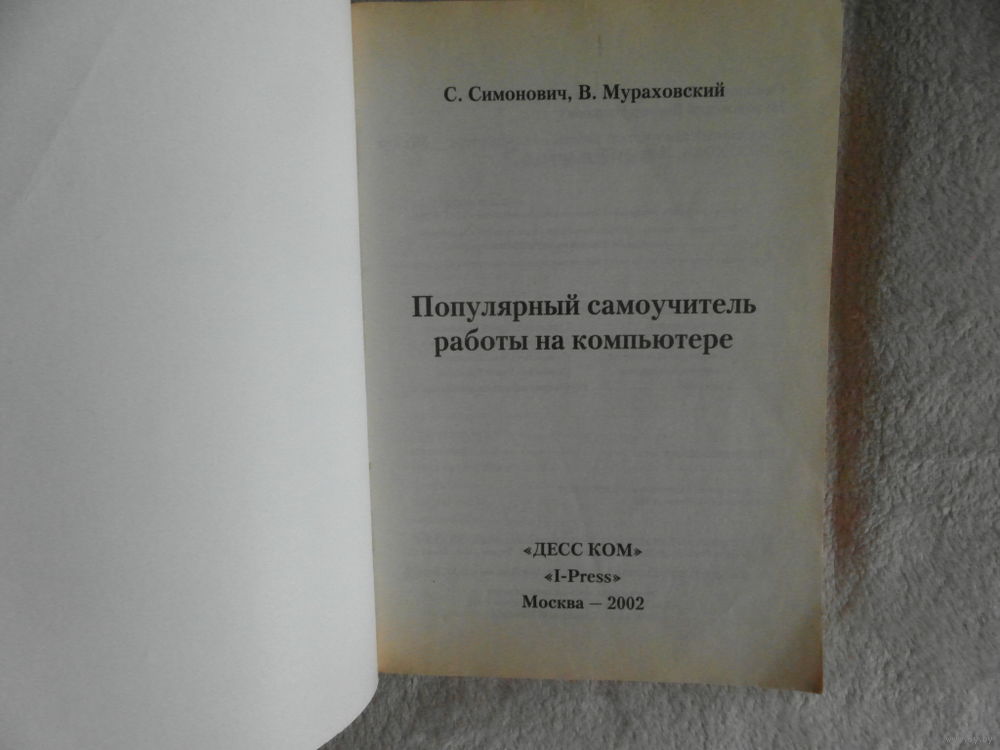 С. Симонович, В. Мураховский
Популярный самоучитель
работы на компьютере
«ДЕСС КОМ»
«I-Press»
Москва — 2002